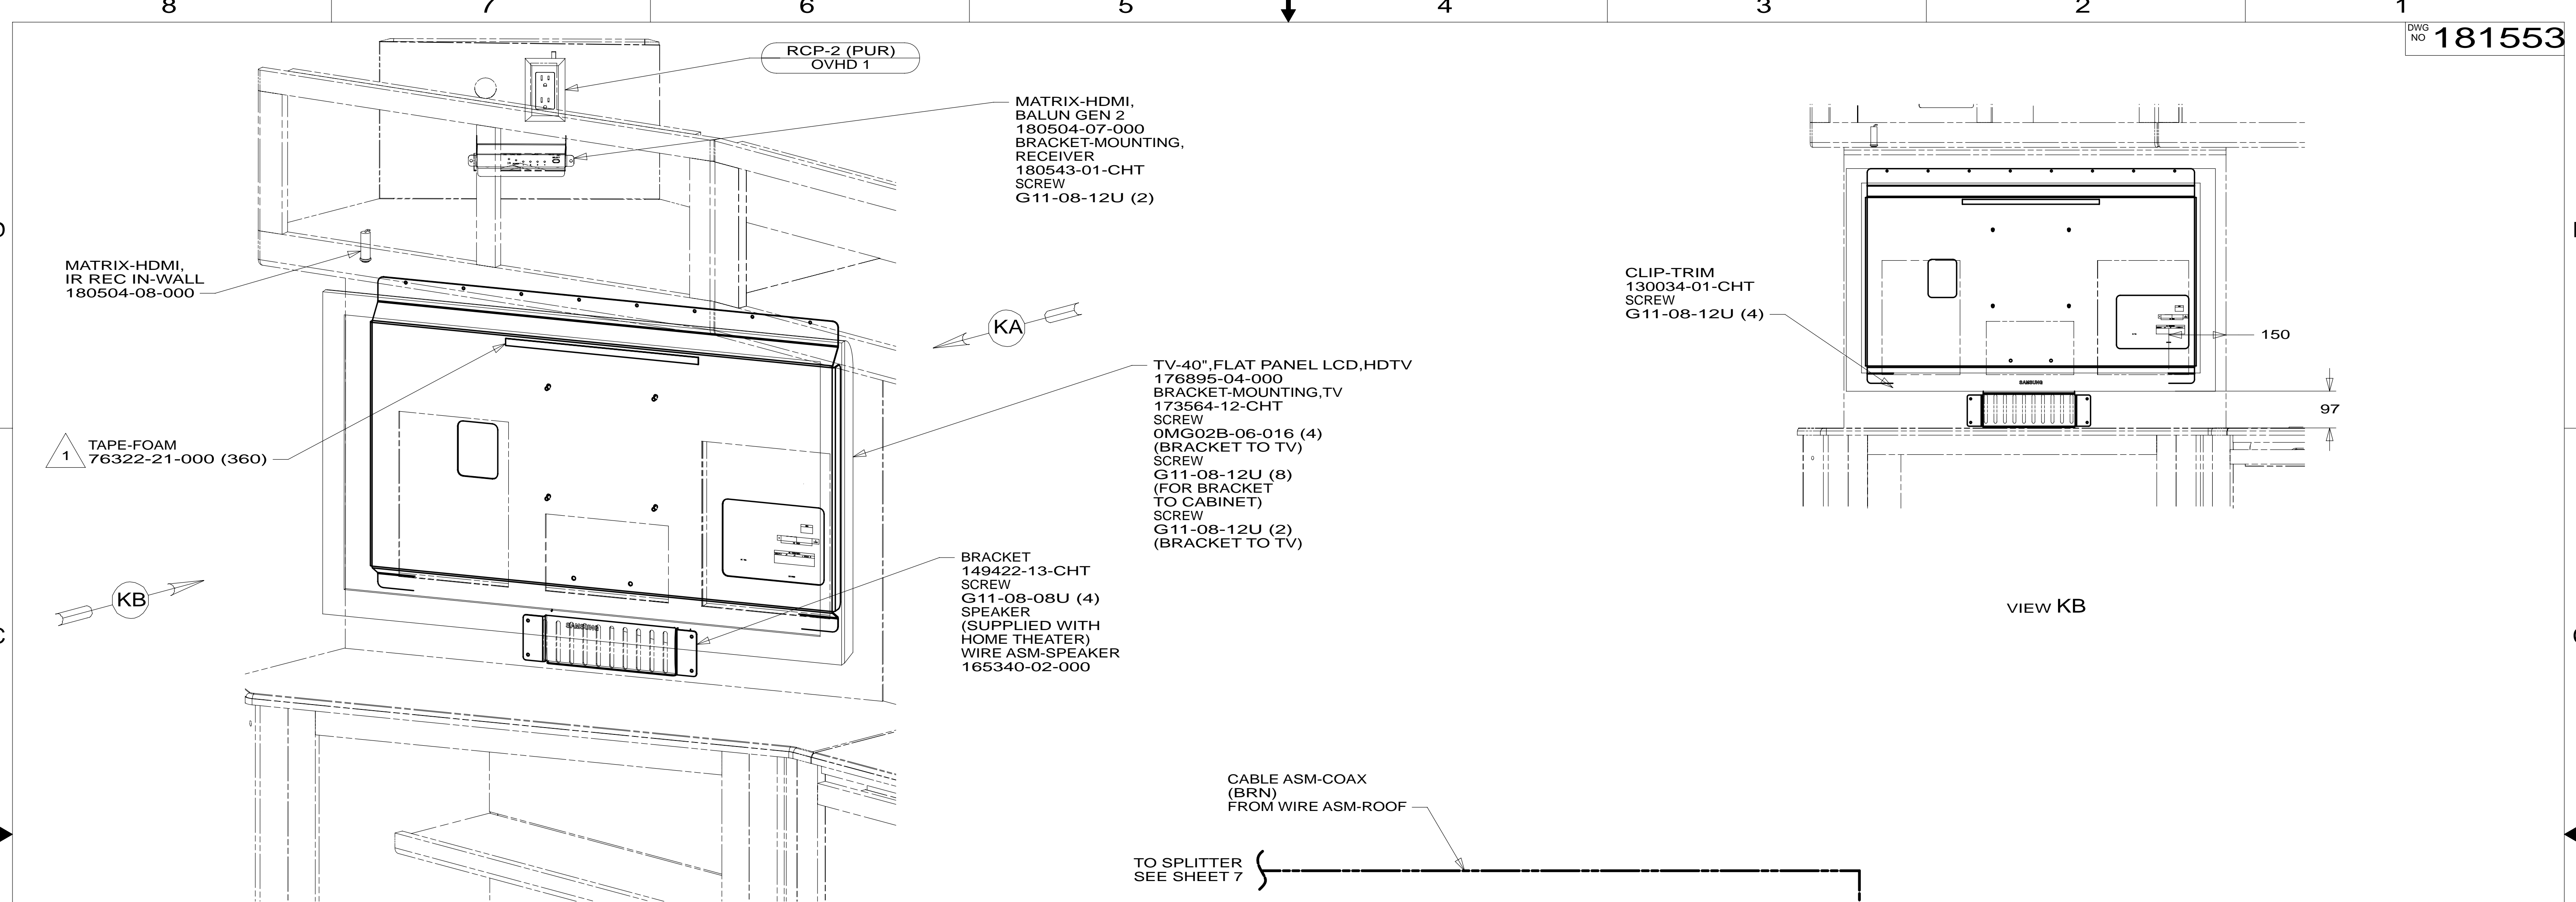 8 7 6 5 4 3 2 1
DWG
NO 181553
RCP-2 (PUR)
OVHD 1
MATRIX-HDMI,
BALUN GEN 2
180504-07-000
BRACKET-MOUNTING,
RECEIVER
180543-01-CHT
SCREW
G11-08-12U (2)
MATRIX-HDMI,
IR REC IN-WALL
180504-08-000
KA
TV-40",FLAT PANEL LCD,HDTV
176895-04-000
BRACKET-MOUNTING,TV
173564-12-CHT
SCREW
0MG02B-06-016 (4)
(BRACKET TO TV)
SCREW
G11-08-12U (8)
(FOR BRACKET
TO CABINET)
SCREW
G11-08-12U (2)
(BRACKET TO TV)
1
TAPE-FOAM
76322-21-000 (360)
KB
BRACKET
149422-13-CHT
SCREW
G11-08-08U (4)
SPEAKER
(SUPPLIED WITH
HOME THEATER)
WIRE ASM-SPEAKER
165340-02-000
SAMSUNG
CLIP-TRIM
130034-01-CHT
SCREW
G11-08-12U (4)
150
97
SAMSUNG
VIEW KB
CABLE ASM-COAX
(BRN)
FROM WIRE ASM-ROOF
TO SPLITTER
SEE SHEET 7